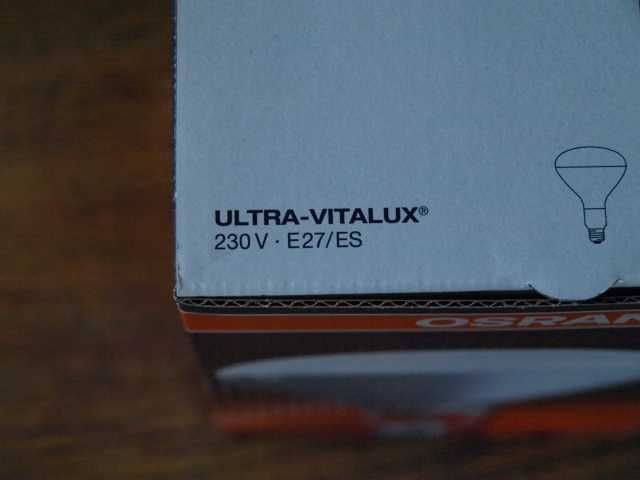 ULTRA-VITALUX®
230 V · E27/ES
OSRAM